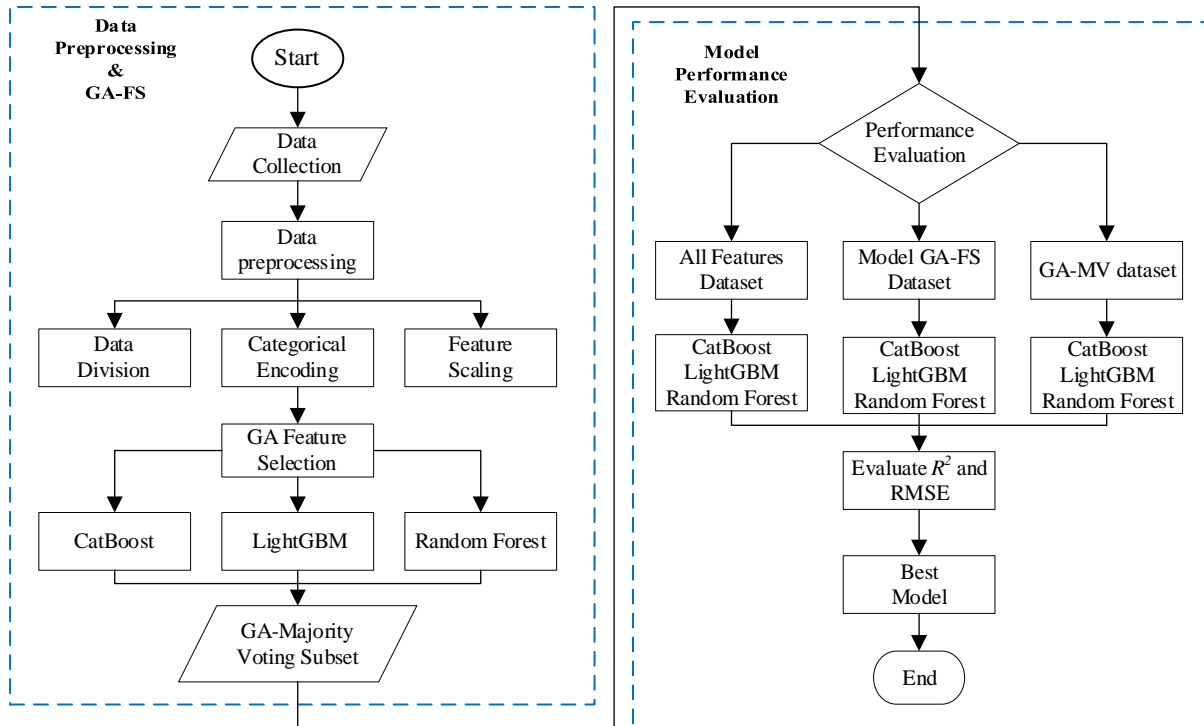 Data
Preprocessing
&
GA-FS
Start
Data
Collection
Data
preprocessing
Data
Division
Categorical
Encoding
Feature
Scaling
GA Feature
Selection
CatBoost
LightGBM
Random Forest
GA-Majority
Voting Subset
Model
Performance
Evaluation
Performance
Evaluation
All Features
Dataset
Model GA-FS
Dataset
GA-MV dataset
CatBoost
LightGBM
Random Forest
CatBoost
LightGBM
Random Forest
CatBoost
LightGBM
Random Forest
Evaluate R² and
RMSE
Best
Model
End